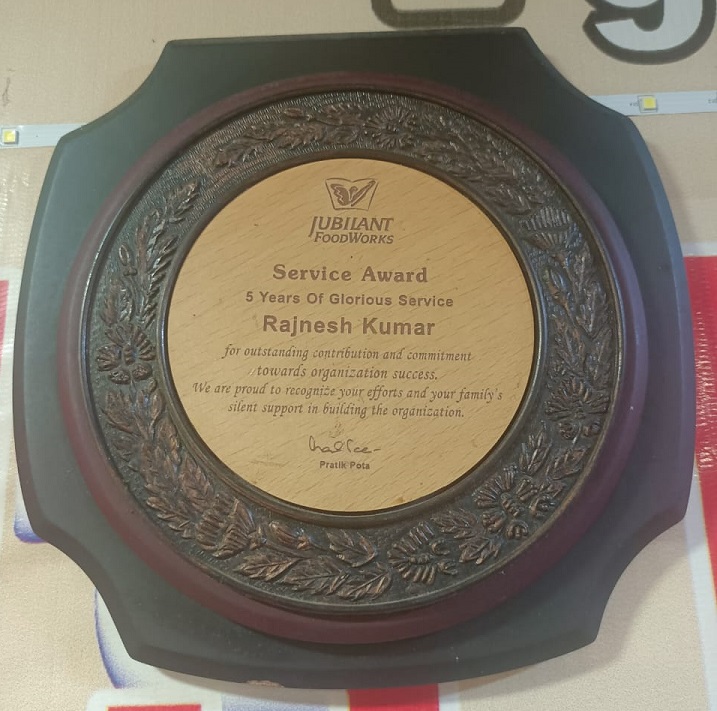 JUBILANT
FOODWORKS
Service Award
5 Years Of Glorious Service
Rajnesh Kumar
for outstanding contribution and commitment
towards organization success.
We are proud to recognize your efforts and your family's
silent support in building the organization.
Pratik Pota